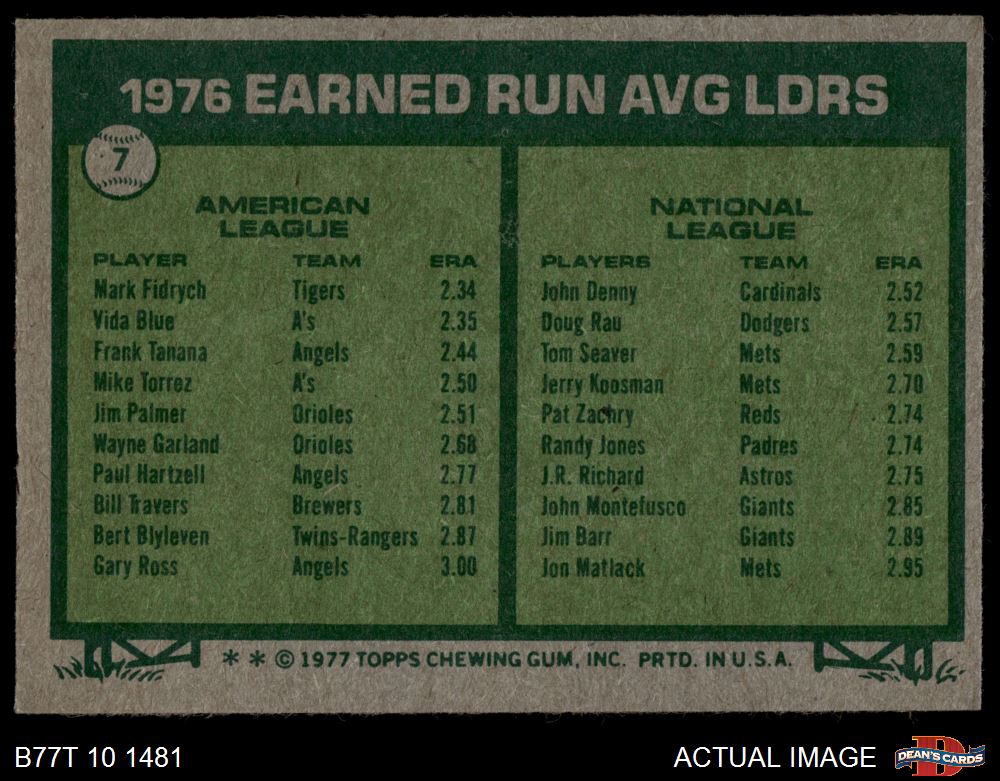 1976 EARNED RUN AVG LDRS
7
AMERICAN
LEAGUE
PLAYER TEAM ERA
Mark Fidrych Tigers 2.34
Vida Blue A's 2.35
Frank Tanana Angels 2.44
Mike Torrez A's 2.50
Jim Palmer Orioles 2.51
Wayne Garland Orioles 2.68
Paul Hartzell Angels 2.77
Bill Travers Brewers 2.81
Bert Blyleven Twins-Rangers 2.87
Gary Ross Angels 3.00
NATIONAL
LEAGUE
PLAYERS TEAM ERA
John Denny Cardinals 2.52
Doug Rau Dodgers 2.57
Tom Seaver Mets 2.59
Jerry Koosman Mets 2.70
Pat Zachry Reds 2.74
Randy Jones Padres 2.74
J.R. Richard Astros 2.75
John Montefusco Giants 2.85
Jim Barr Giants 2.89
Jon Matlack Mets 2.95
* * © 1977 TOPPS CHEWING GUM, INC. PRTD. IN U.S.A.
B77T 10 1481
ACTUAL IMAGE
D
DEAN'S CARDS